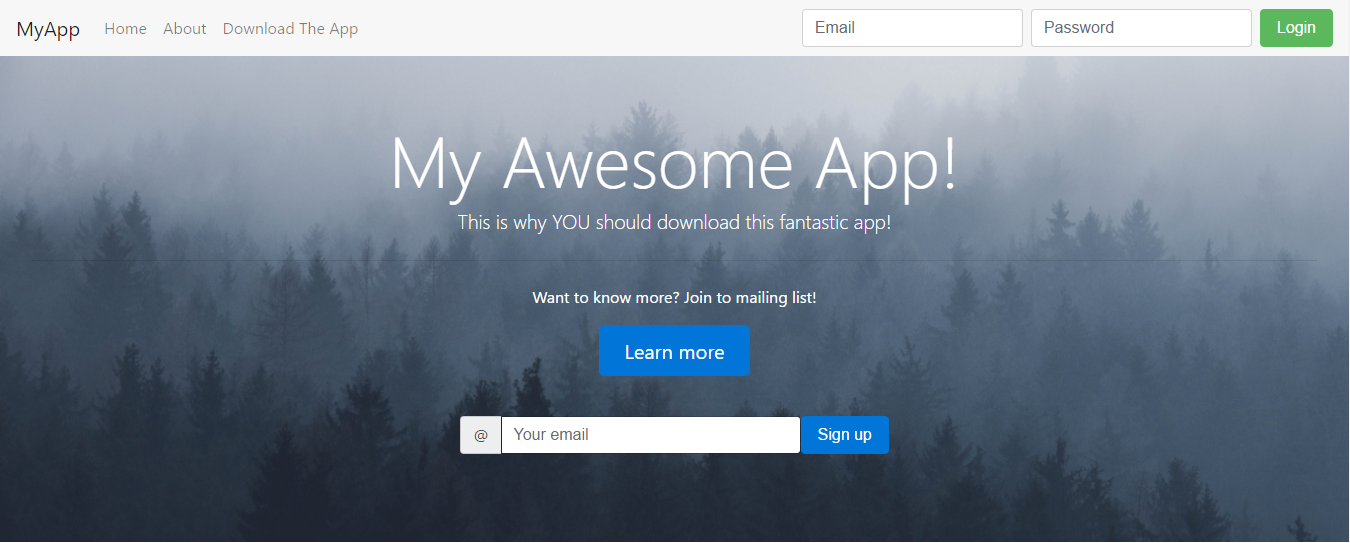 MyApp Home About Download The App Email Password Login
My Awesome App!
This is why YOU should download this fantastic app!
Want to know more? Join to mailing list!
Learn more
@ Your email Sign up